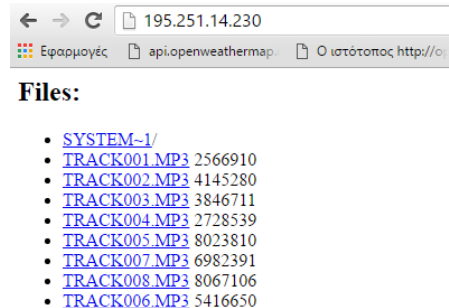 195.251.14.230
Εφαρμογές api.openweathermap. Ο ιστότοπος http://op
Files:
SYSTEM~1/
TRACK001.MP3 2566910
TRACK002.MP3 4145280
TRACK003.MP3 3846711
TRACK004.MP3 2728539
TRACK005.MP3 8023810
TRACK007.MP3 6982391
TRACK008.MP3 8067106
TRACK006.MP3 5416650